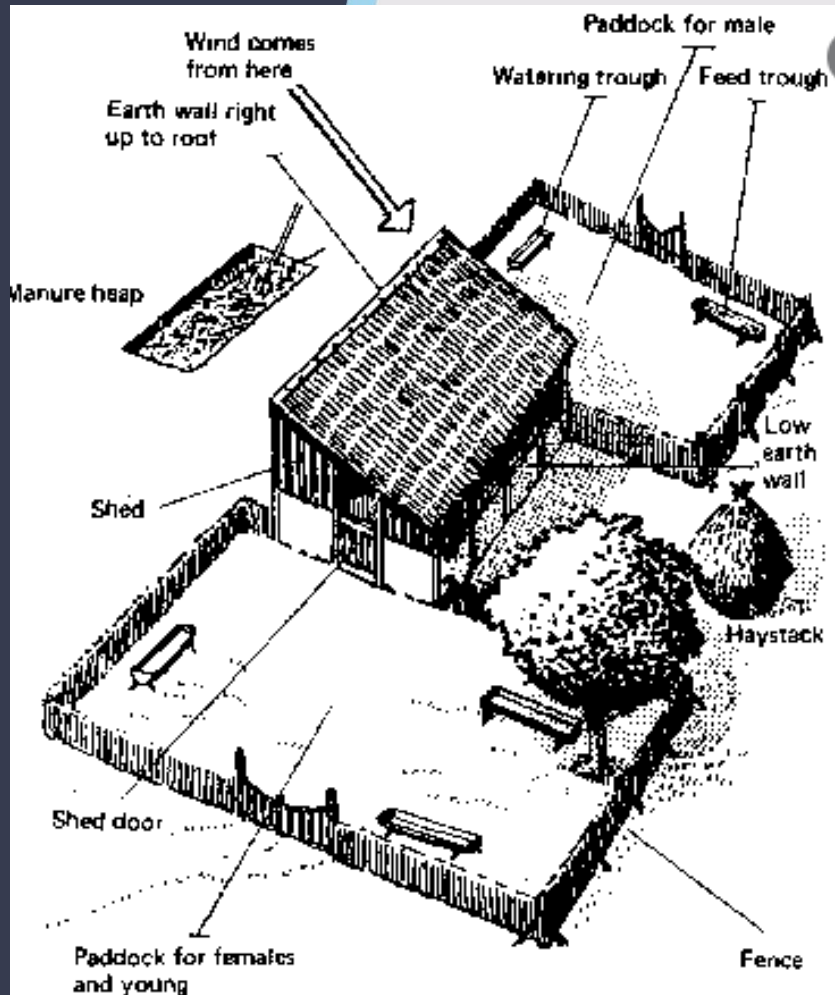 Wind comes
from here
Paddock for male
Watering trough
Feed trough
Earth wall right
up to roof
Manure heap
Low
earth
wall
Shed
Haystack
Shed door
Paddock for females
and young
Fence